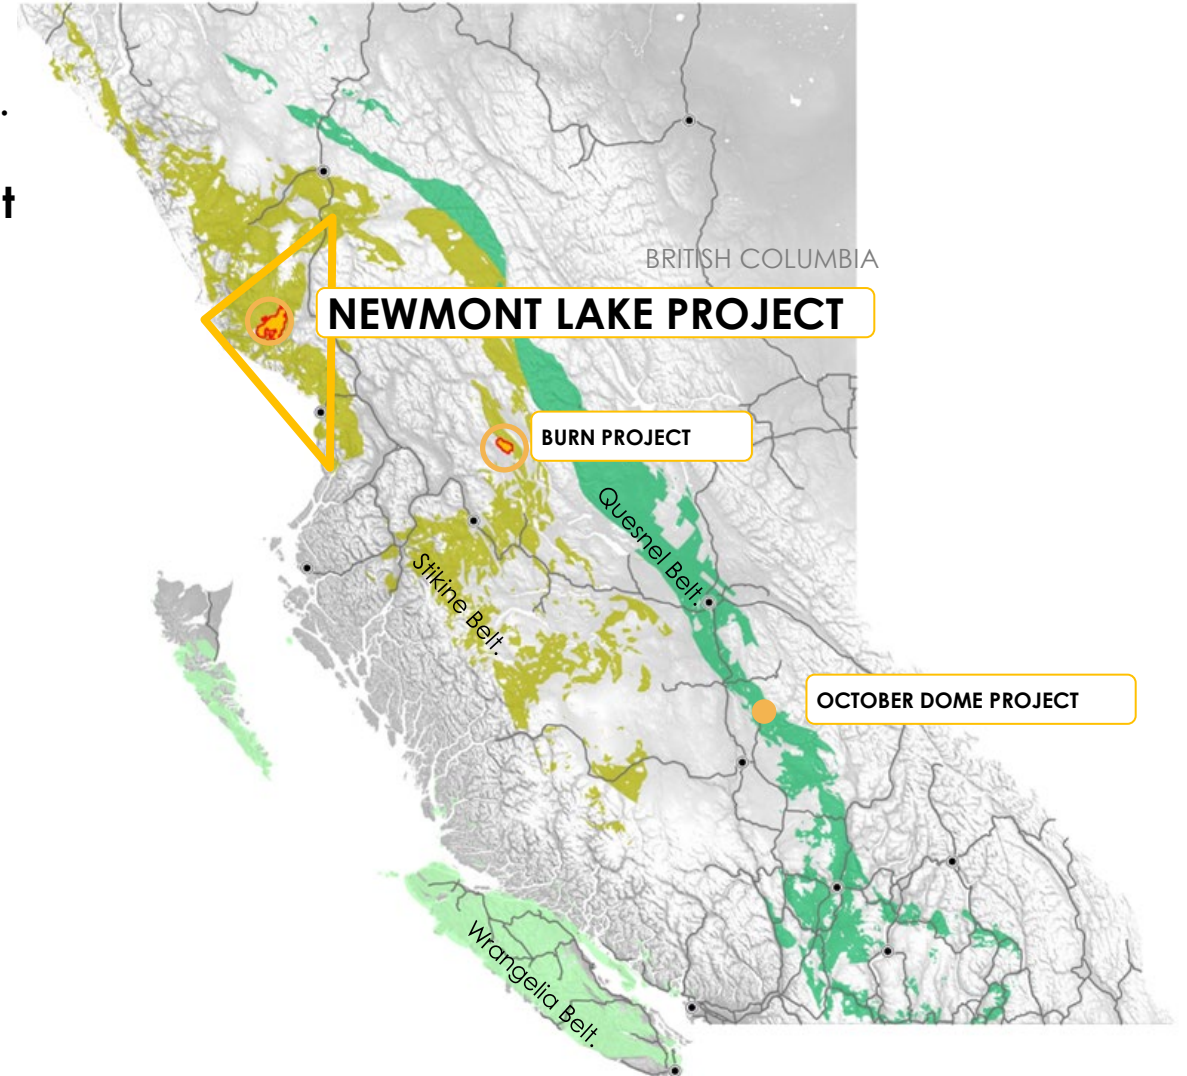 .
t
BRITISH COLUMBIA
NEWMONT LAKE PROJECT
BURN PROJECT
Quesnel Belt.
Stikine Belt.
OCTOBER DOME PROJECT
Wrangelia Belt.